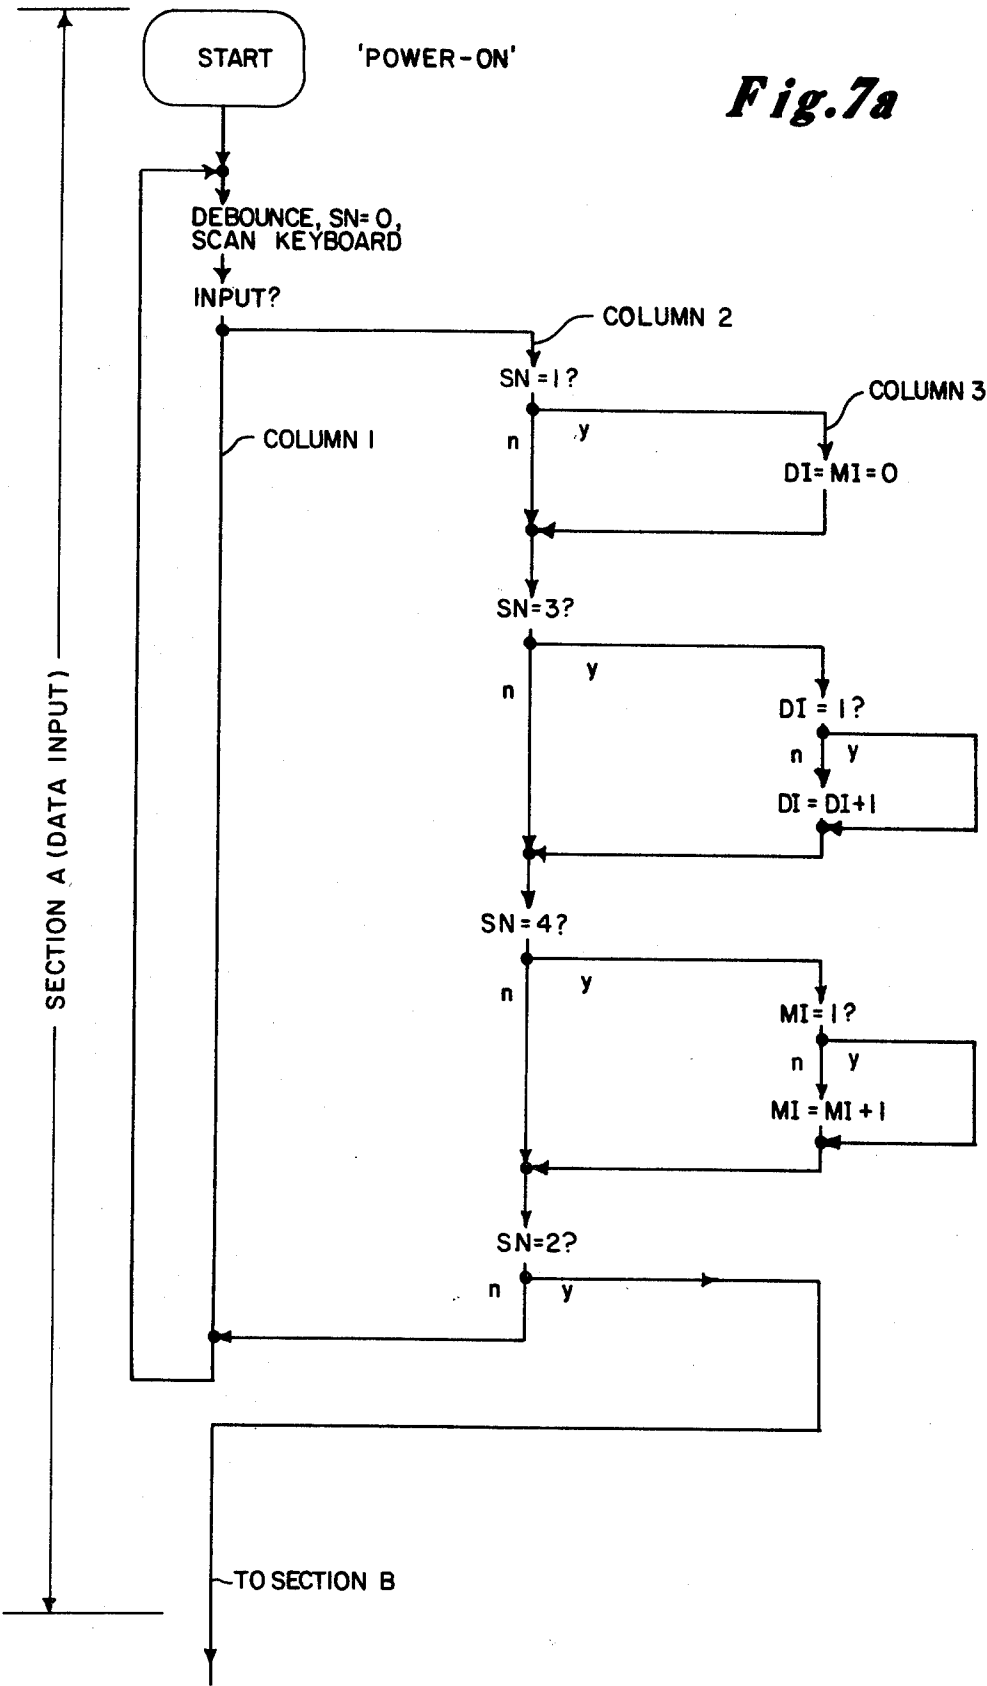 START
'POWER-ON'
Fig. 7a
DEBOUNCE, SN=0,
SCAN KEYBOARD
INPUT?
COLUMN 2
SN=1?
COLUMN 3
n
y
COLUMN 1
DI=MI=0
SN=3?
y
n
DI=1?
n
y
DI=DI+1
SECTION A (DATA INPUT)
SN=4?
n
y
MI=1?
n
y
MI=MI+1
SN=2?
n
y
TO SECTION B